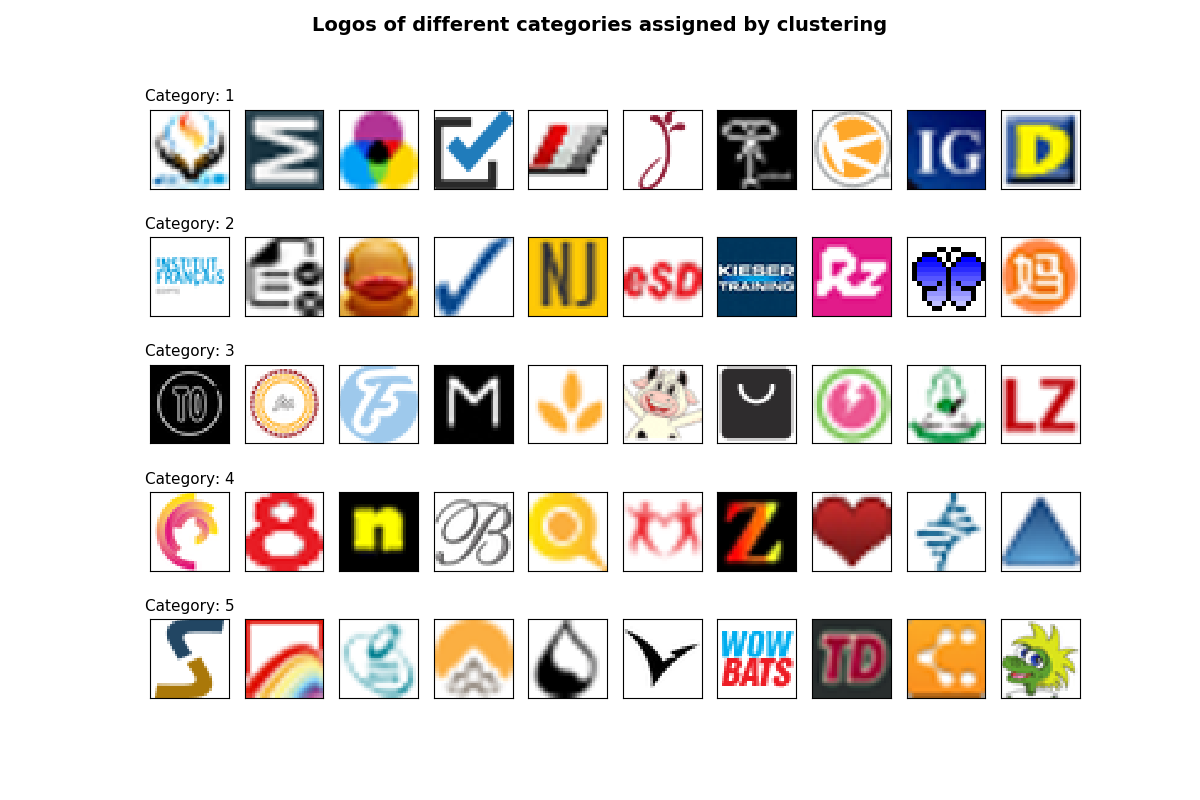 Logos of different categories assigned by clustering
Category: 1
M
K
IG
D
Category: 2
INSTITUT
FRANÇAIS
NJ
eSD
KIESER
TRAINING
Rz
妈
Category: 3
TO
M
LZ
Category: 4
8
n
B
Z
Category: 5
S
WOW
BATS
TD